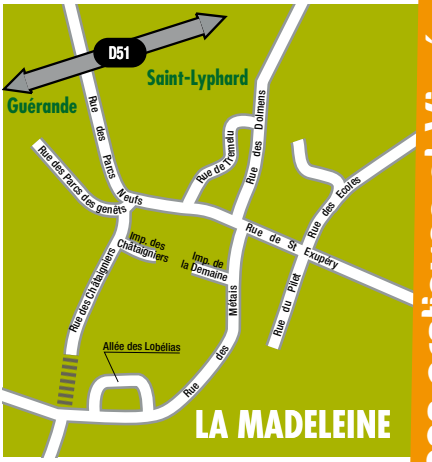 D51
Saint-Lyphard
Guérande
Rue des Parcs Neufs
Rue des Dolmens
Rue de Tremelu
Rue des Parcs des genêts
Rue des Ecoles
Imp. des
Châtaigniers
Imp. de
la Demaine
Rue de St Exupéry
Rue des Châtaigniers
Rue du Pilet
Rue des Métais
Allée des Lobélias
LA MADELEINE